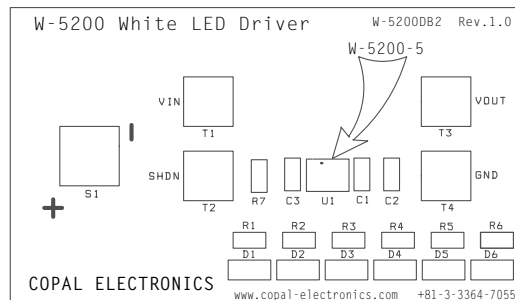 W-5200 White LED Driver
W-5200DB2 Rev.1.0
W-5200-5
VIN
VOUT
T1
T3
SHDN
GND
S1
T2
R7
C3
U1
C1
C2
T4
R1 R2 R3 R4 R5 R6
D1 D2 D3 D4 D5 D6
COPAL ELECTRONICS
www.copal-electronics.com +81-3-3364-7055